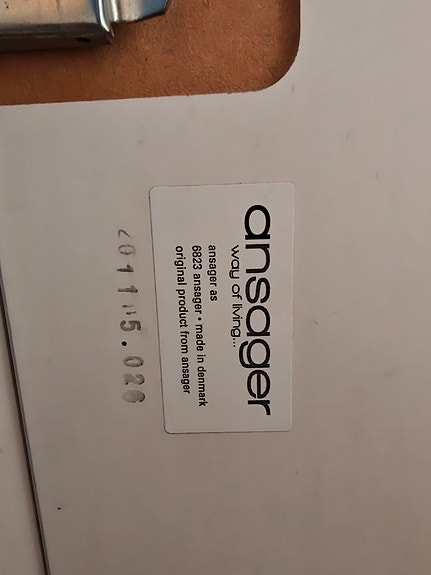 ansager
way of living...
ansager as
6823 ansager • made in denmark
original product from ansager